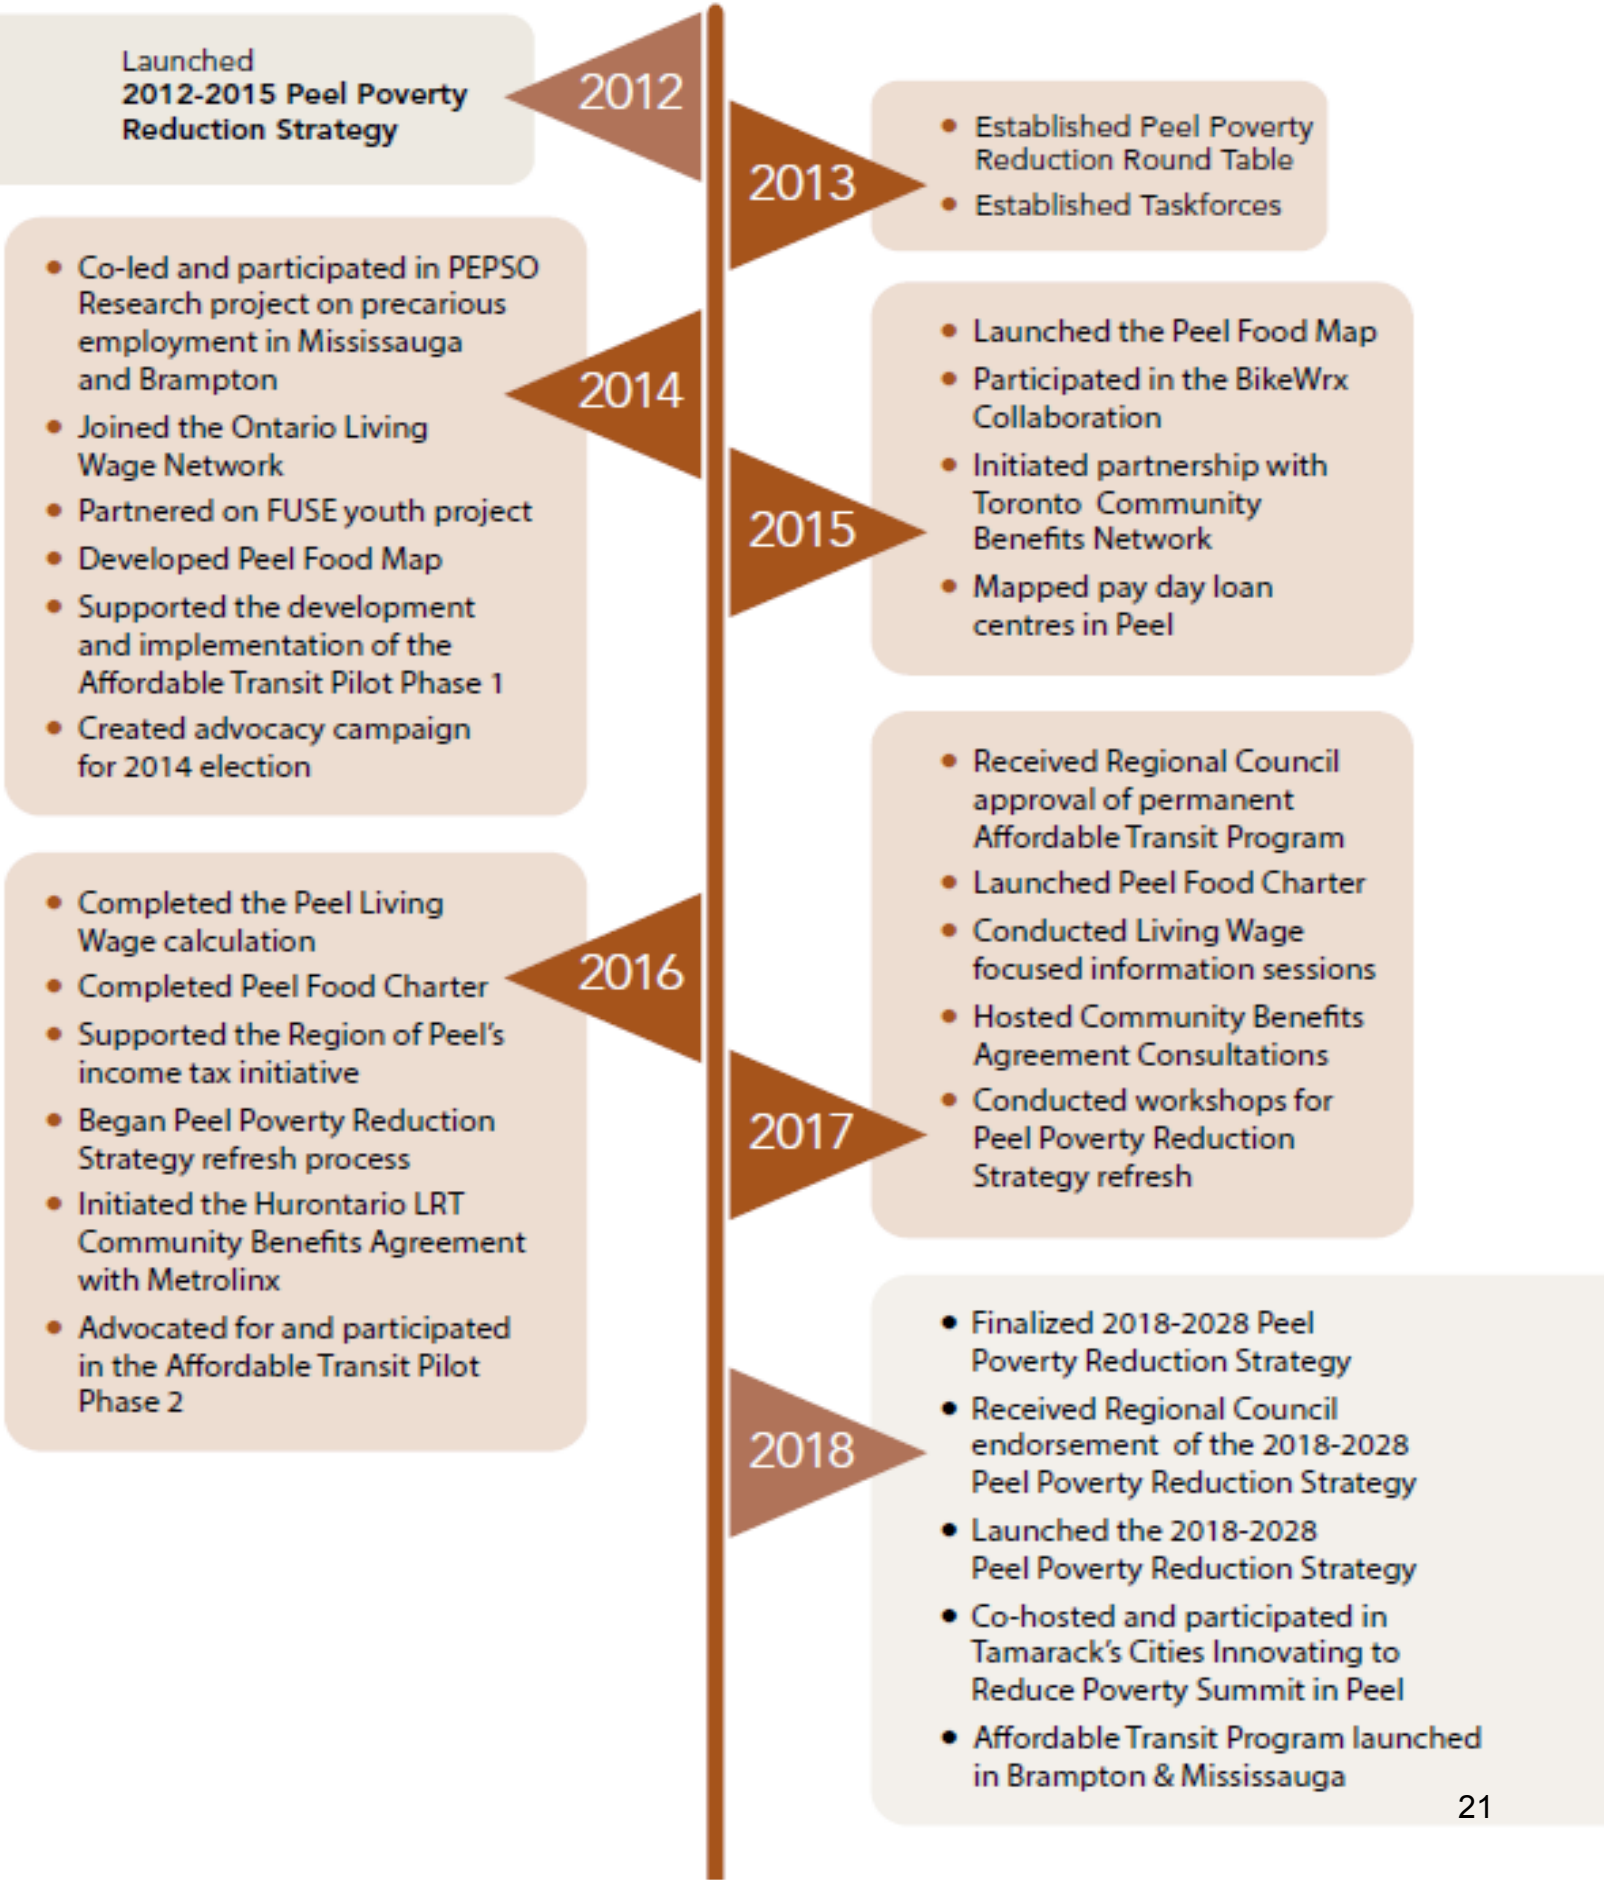 Launched
2012-2015 Peel Poverty
Reduction Strategy
2012
2013
• Established Peel Poverty
Reduction Round Table
• Established Taskforces
• Co-led and participated in PEPSO
Research project on precarious
employment in Mississauga
and Brampton
• Joined the Ontario Living
Wage Network
• Partnered on FUSE youth project
• Developed Peel Food Map
• Supported the development
and implementation of the
Affordable Transit Pilot Phase 1
• Created advocacy campaign
for 2014 election
2014
2015
• Launched the Peel Food Map
• Participated in the BikeWrx
Collaboration
• Initiated partnership with
Toronto Community
Benefits Network
• Mapped pay day loan
centres in Peel
• Completed the Peel Living
Wage calculation
• Completed Peel Food Charter
• Supported the Region of Peel's
income tax initiative
• Began Peel Poverty Reduction
Strategy refresh process
• Initiated the Hurontario LRT
Community Benefits Agreement
with Metrolinx
• Advocated for and participated
in the Affordable Transit Pilot
Phase 2
2016
2017
• Received Regional Council
approval of permanent
Affordable Transit Program
• Launched Peel Food Charter
• Conducted Living Wage
focused information sessions
• Hosted Community Benefits
Agreement Consultations
• Conducted workshops for
Peel Poverty Reduction
Strategy refresh
2018
• Finalized 2018-2028 Peel
Poverty Reduction Strategy
• Received Regional Council
endorsement of the 2018-2028
Peel Poverty Reduction Strategy
• Launched the 2018-2028
Peel Poverty Reduction Strategy
• Co-hosted and participated in
Tamarack's Cities Innovating to
Reduce Poverty Summit in Peel
• Affordable Transit Program launched
in Brampton & Mississauga
21